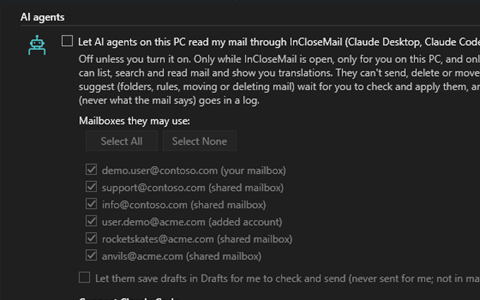 AI agents
Let AI agents on this PC read my mail through InCloseMail (Claude Desktop, Claude Code
Off unless you turn it on. Only while InCloseMail is open, only for you on this PC, and only
can list, search and read mail and show you translations. They can't send, delete or move
suggest (folders, rules, moving or deleting mail) wait for you to check and apply them, an
(never what the mail says) goes in a log.
Mailboxes they may use:
Select All
Select None
demo.user@contoso.com (your mailbox)
support@contoso.com (shared mailbox)
info@contoso.com (shared mailbox)
user.demo@acme.com (added account)
rocketskates@acme.com (shared mailbox)
anvils@acme.com (shared mailbox)
Let them save drafts in Drafts for me to check and send (never sent for me; not in ma